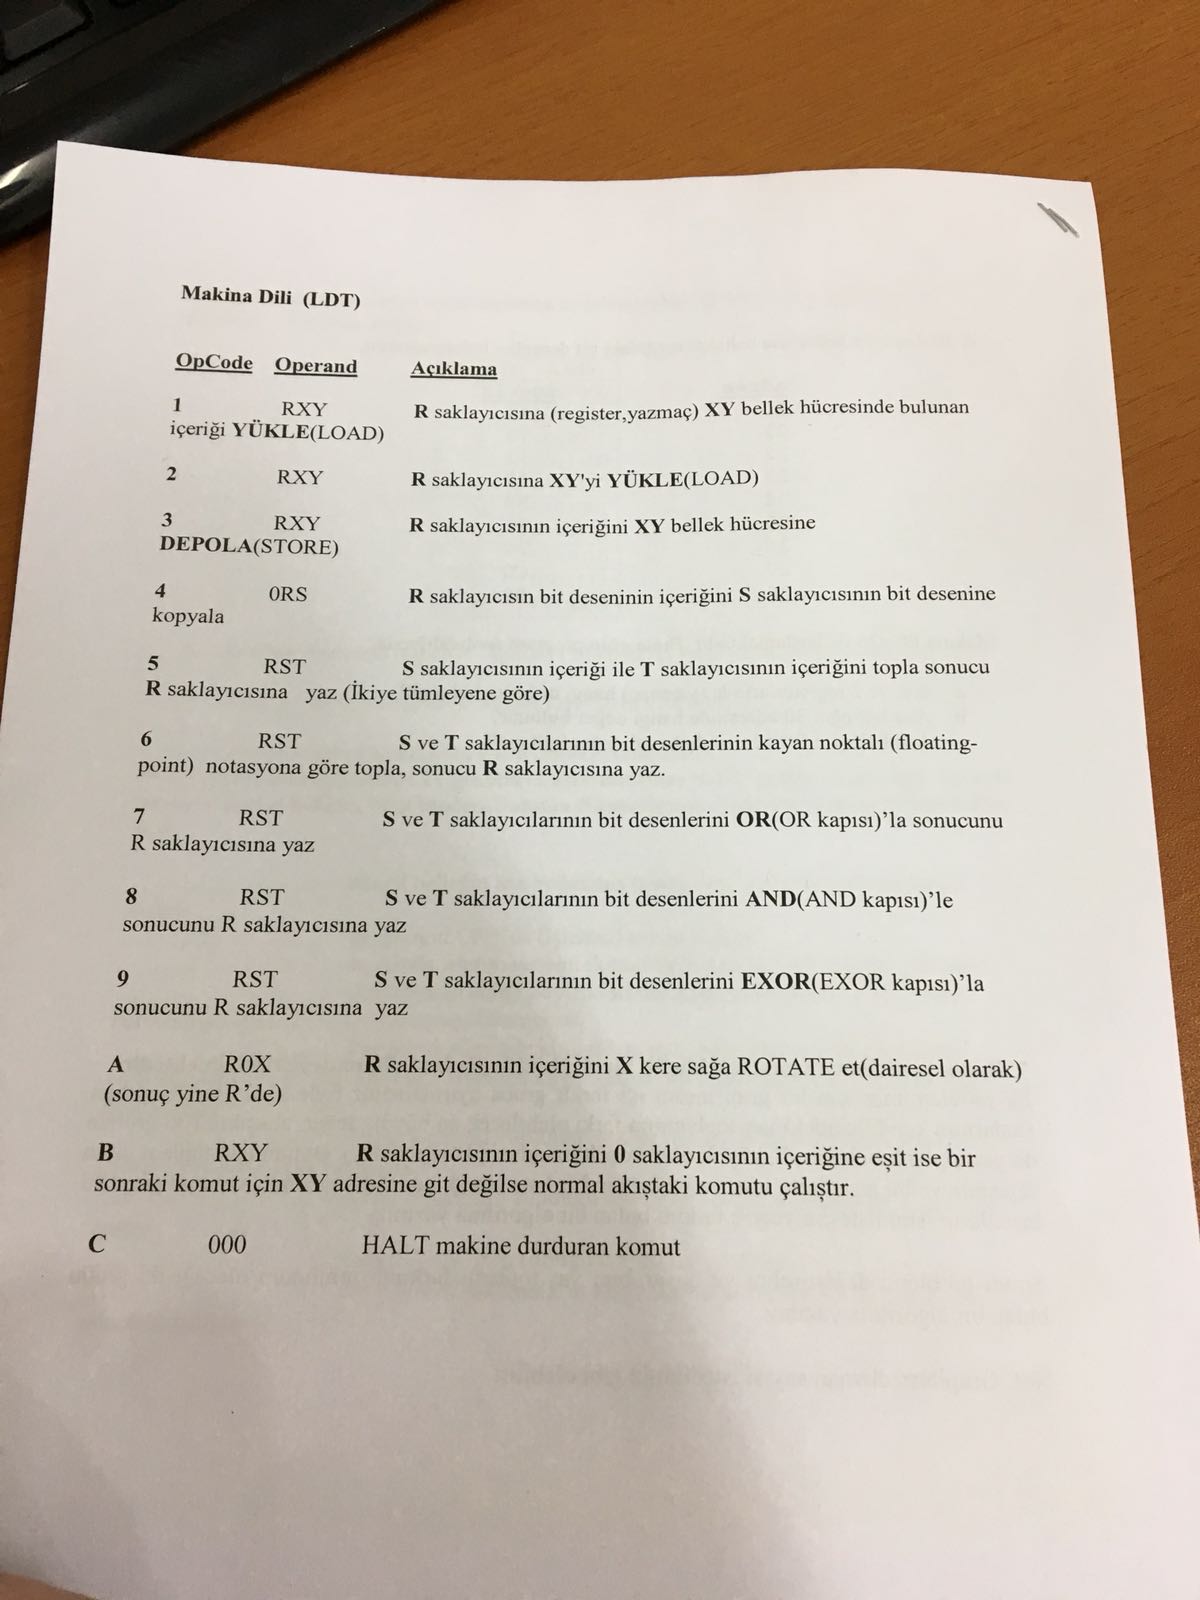 Makina Dili (LDT)
OpCode Operand Açıklama
1 RXY R saklayıcısına (register,yazmaç) XY bellek hücresinde bulunan
içeriği YÜKLE(LOAD)
2 RXY R saklayıcısına XY'yi YÜKLE(LOAD)
3 RXY R saklayıcısının içeriğini XY bellek hücresine
DEPOLA(STORE)
4 0RS R saklayıcısın bit deseninin içeriğini S saklayıcısının bit desenine
kopyala
5 RST S saklayıcısının içeriği ile T saklayıcısının içeriğini topla sonucu
R saklayıcısına yaz (İkiye tümleyene göre)
6 RST S ve T saklayıcılarının bit desenlerinin kayan noktalı (floating-
point) notasyona göre topla, sonucu R saklayıcısına yaz.
7 RST S ve T saklayıcılarının bit desenlerini OR(OR kapısı)’la sonucunu
R saklayıcısına yaz
8 RST S ve T saklayıcılarının bit desenlerini AND(AND kapısı)’le
sonucunu R saklayıcısına yaz
9 RST S ve T saklayıcılarının bit desenlerini EXOR(EXOR kapısı)’la
sonucunu R saklayıcısına yaz
A R0X R saklayıcısının içeriğini X kere sağa ROTATE et(dairesel olarak)
(sonuç yine R’de)
B RXY R saklayıcısının içeriğini 0 saklayıcısının içeriğine eşit ise bir
sonraki komut için XY adresine git değilse normal akıştaki komutu çalıştır.
C 000 HALT makine durduran komut